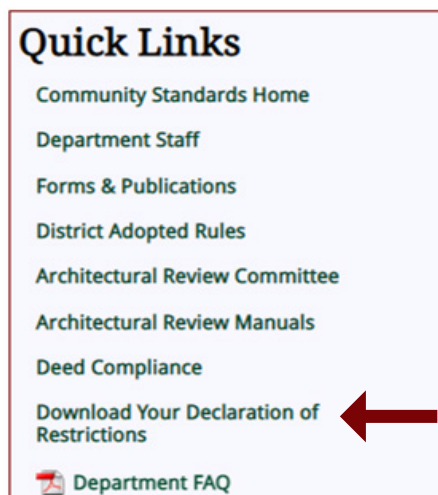 Quick Links
Community Standards Home
Department Staff
Forms & Publications
District Adopted Rules
Architectural Review Committee
Architectural Review Manuals
Deed Compliance
Download Your Declaration of
Restrictions
Department FAQ